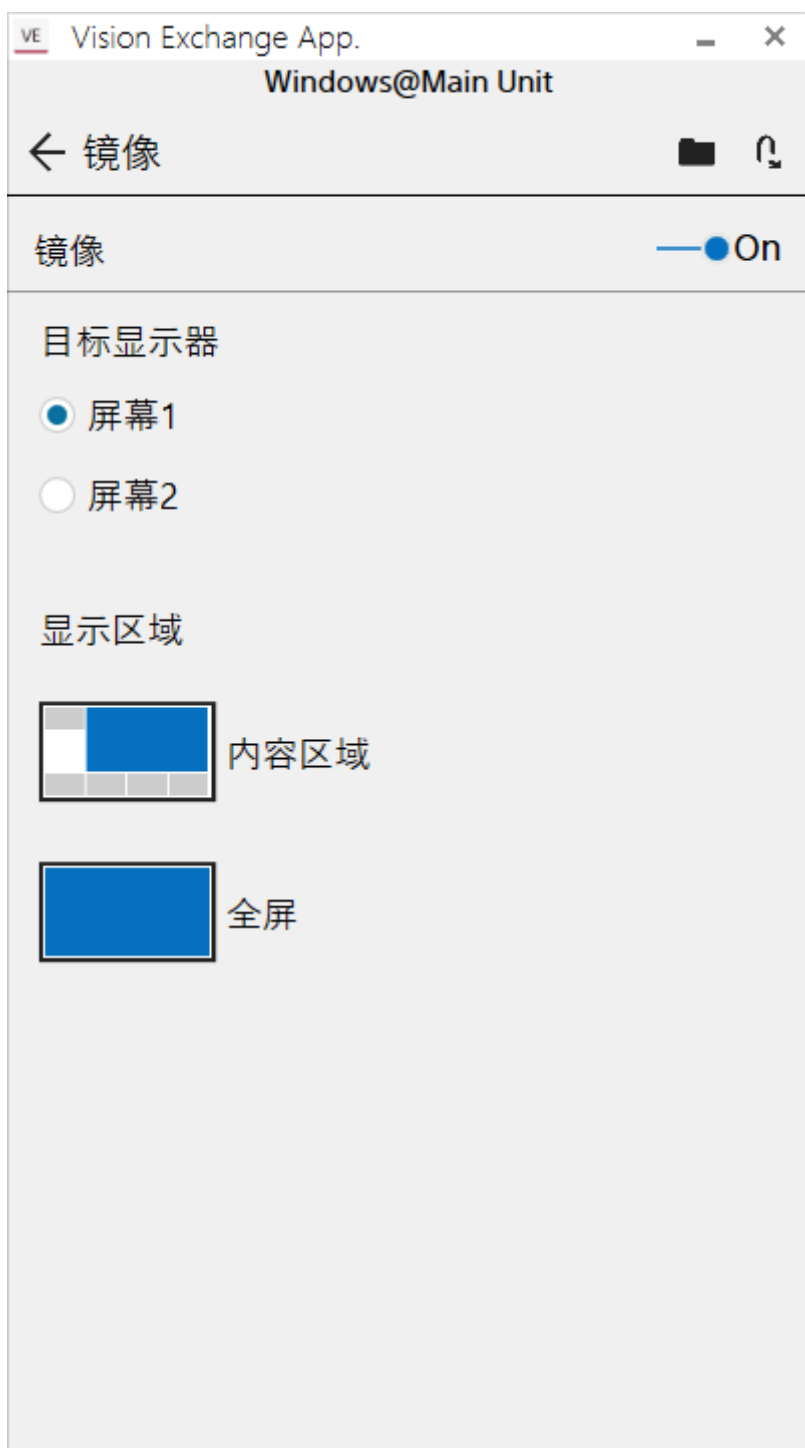 VE Vision Exchange App.
Windows@Main Unit
镜像
镜像 On
目标显示器
屏幕1
屏幕2
显示区域
内容区域
全屏